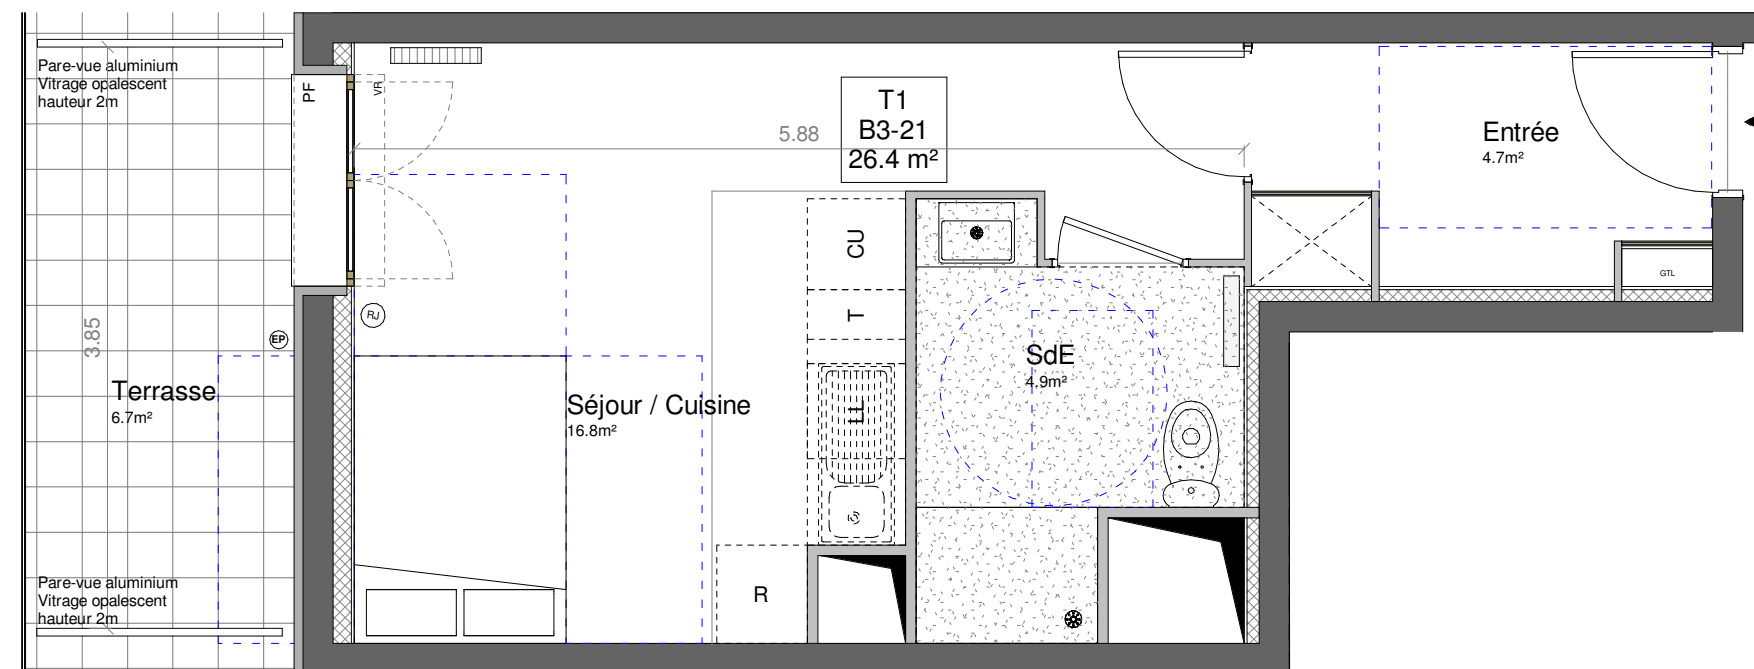 Pare-vue aluminium
Vitrage opalescent
hauteur 2m
PF
VR
5.88
T1
B3-21
26.4 m²
Entrée
4.7m²
GTL
CU
T
RJ
EP
3.85
Terrasse
6.7m²
Séjour / Cuisine
16.8m²
LL
SdE
4.9m²
R
Pare-vue aluminium
Vitrage opalescent
hauteur 2m